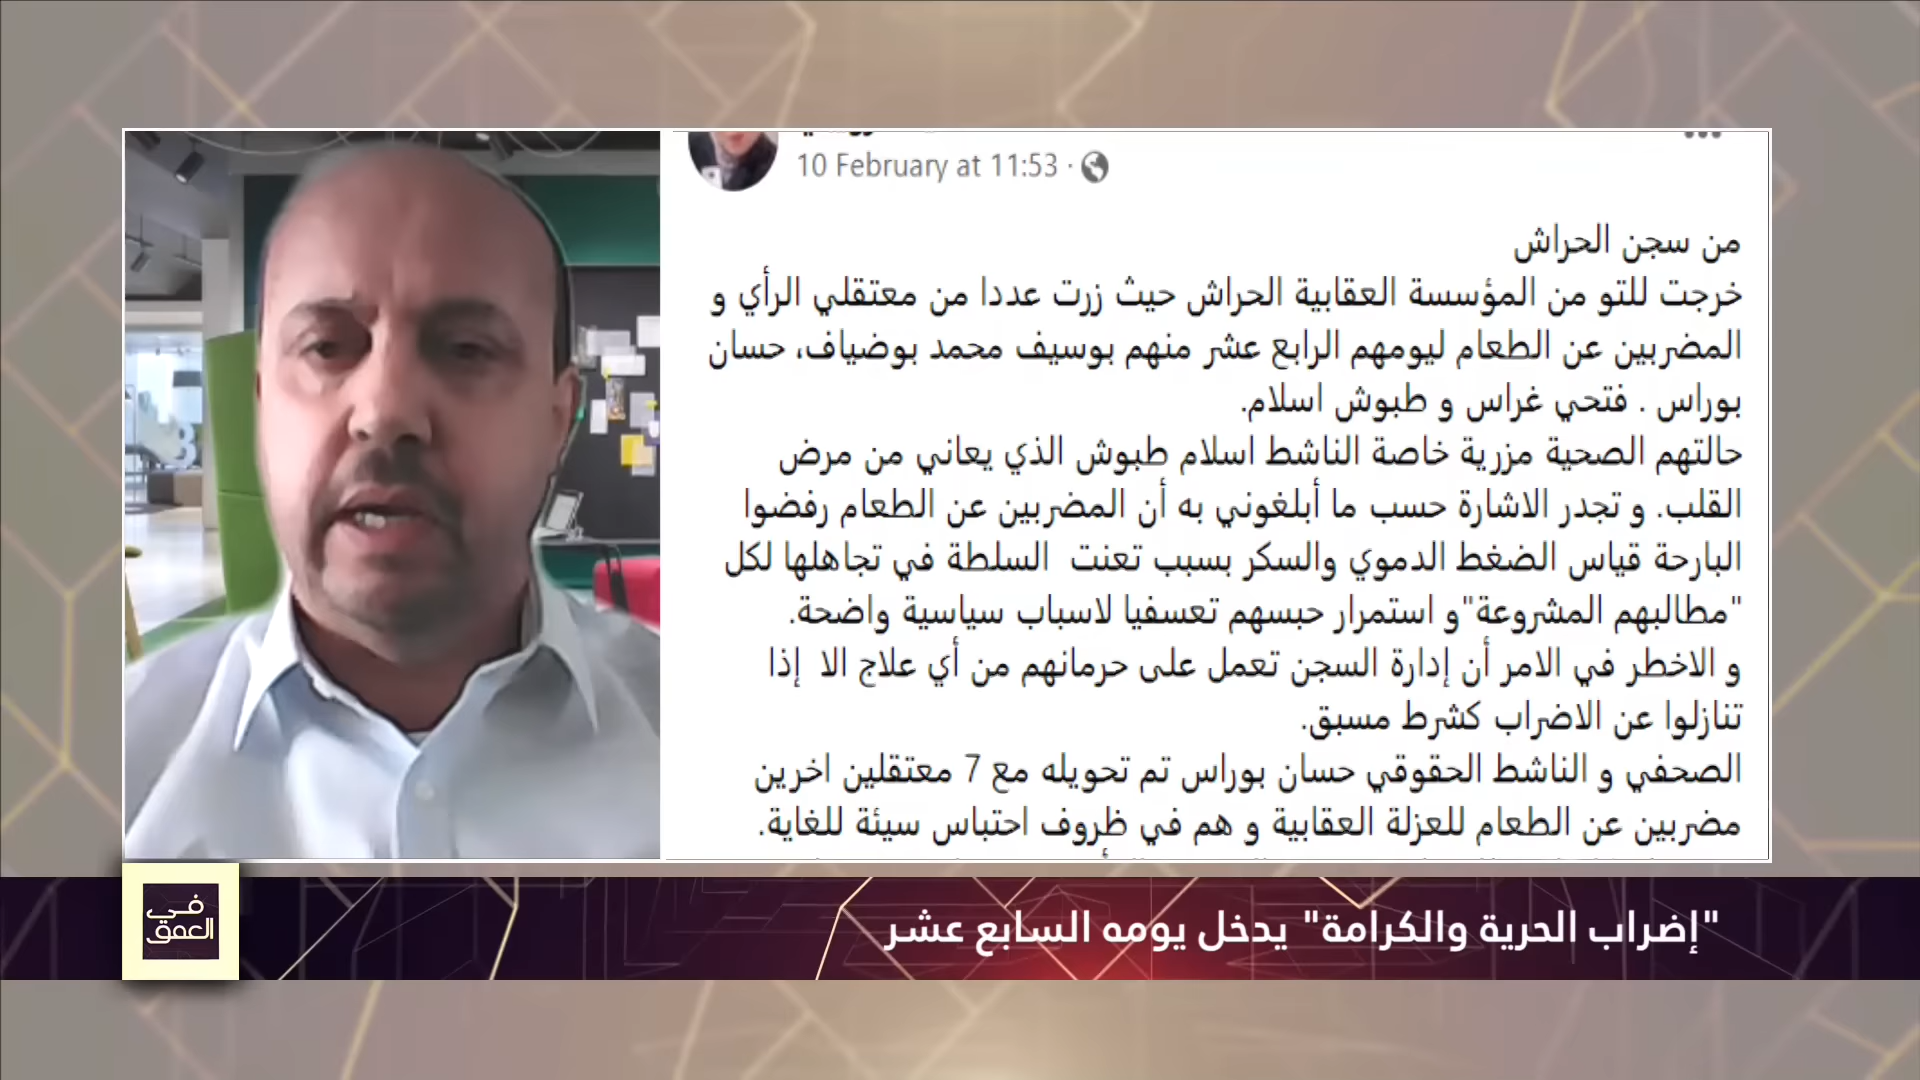 10 February at 11:53 ·
من سجن الحراش
خرجت للتو من المؤسسة العقابية الحراش حيث زرت عددا من معتقلي الرأي و
المضربين عن الطعام ليومهم الرابع عشر منهم بوسيف محمد بوضياف، حسان
بوراس . فتحي غراس و طبوش اسلام.
حالتهم الصحية مزرية خاصة الناشط اسلام طبوش الذي يعاني من مرض
القلب. و تجدر الاشارة حسب ما أبلغوني به أن المضربين عن الطعام رفضوا
البارحة قياس الضغط الدموي والسكر بسبب تعنت السلطة في تجاهلها لكل
"مطالبهم المشروعة"و استمرار حبسهم تعسفيا لاسباب سياسية واضحة.
و الاخطر في الامر أن إدارة السجن تعمل على حرمانهم من أي علاج الا إذا
تنازلوا عن الاضراب كشرط مسبق.
الصحفي و الناشط الحقوقي حسان بوراس تم تحويله مع 7 معتقلين اخرين
مضربين عن الطعام للعزلة العقابية و هم في ظروف احتباس سيئة للغاية.
في العمق
"إضراب الحرية والكرامة" يدخل يومه السابع عشر